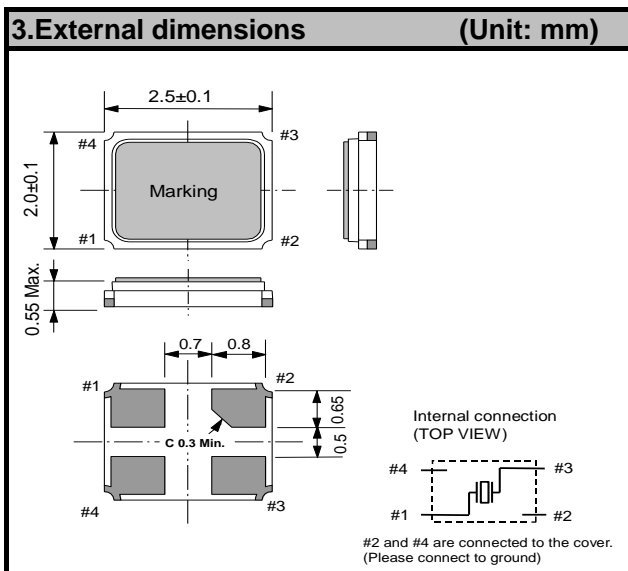 3.External dimensions (Unit: mm)
2.5±0.1
#4
#3
2.0±0.1
Marking
#1
#2
0.55 Max.
0.7
0.8
#1
#2
0.65
C 0.3 Min.
0.5
#4
#3
Internal connection
(TOP VIEW)
#4
#3
#1
#2
#2 and #4 are connected to the cover.
(Please connect to ground)